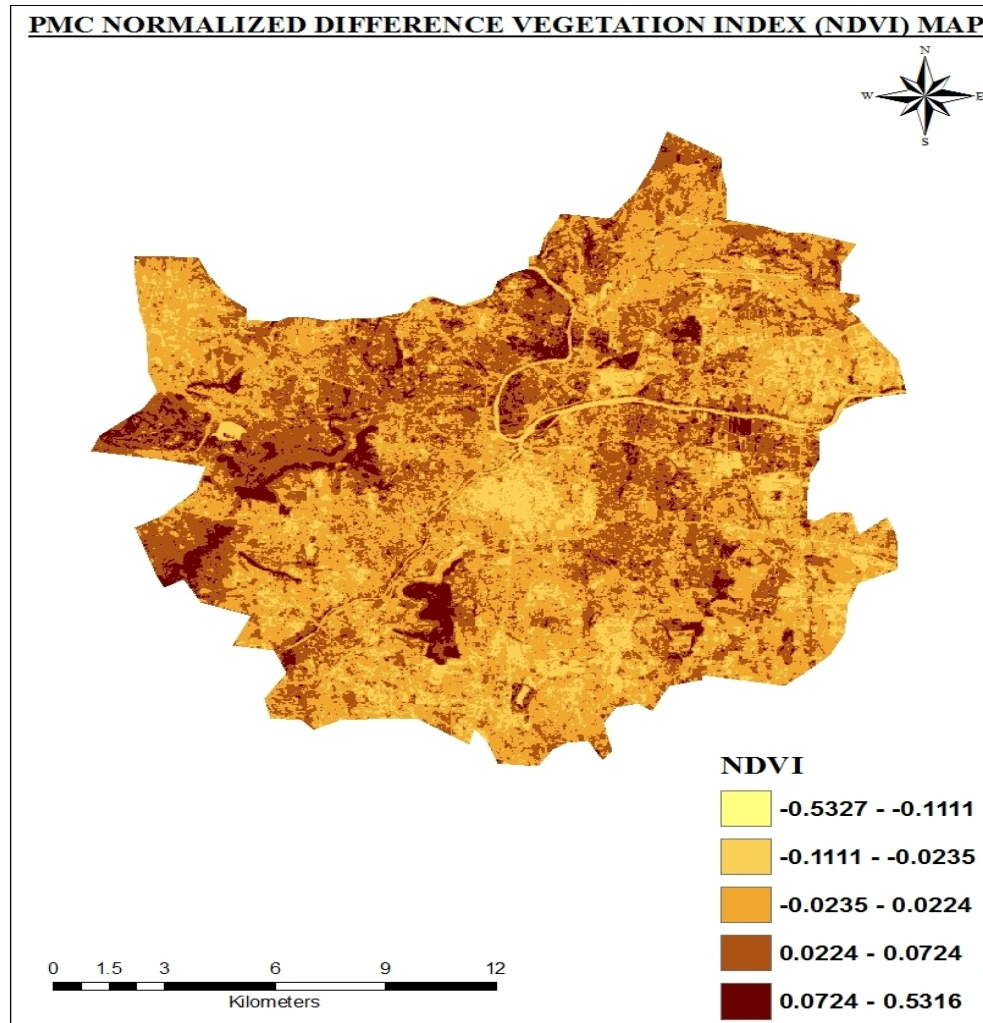 PMC NORMALIZED DIFFERENCE VEGETATION INDEX (NDVI) MAP
N
W E
S
NDVI
-0.5327 - -0.1111
-0.1111 - -0.0235
-0.0235 - 0.0224
0.0224 - 0.0724
0.0724 - 0.5316
0 1.5 3 6 9 12
Kilometers